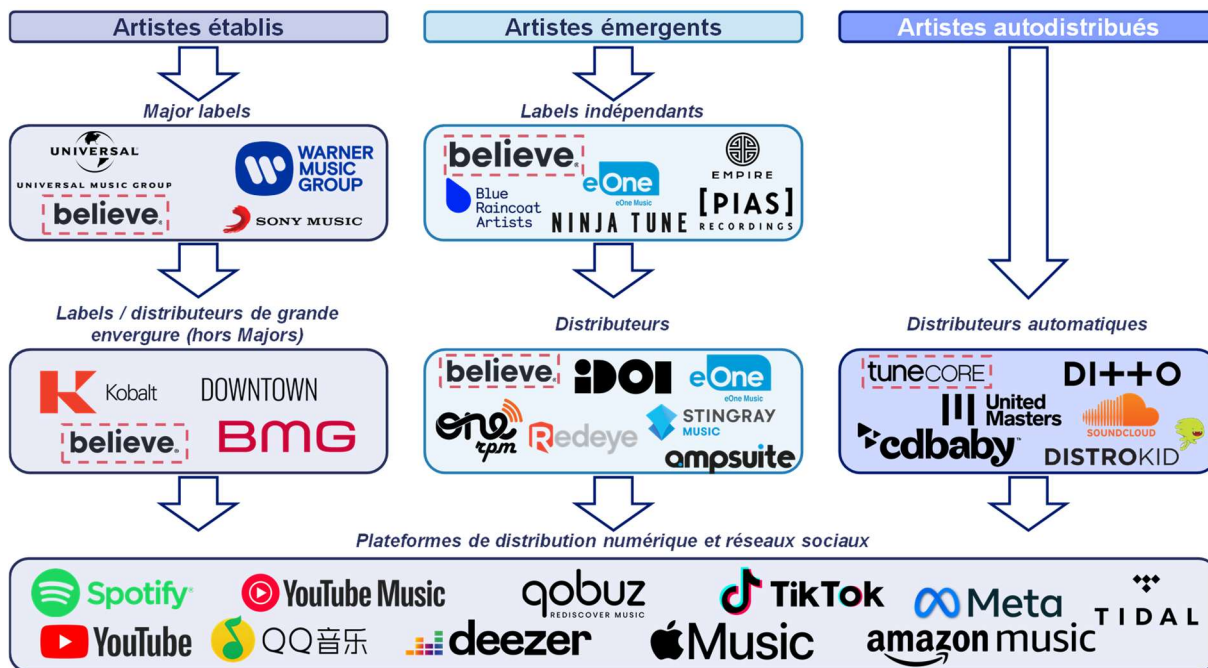 Artistes établis
Artistes émergents
Artistes autodistribués
Major labels
UNIVERSAL
UNIVERSAL MUSIC GROUP
WARNER
MUSIC
GROUP
believe.
SONY MUSIC
Labels indépendants
believe.
eOne
eOne Music
EMPIRE
Blue
Raincoat
Artists
NINJA TUNE
[PIAS]
RECORDINGS
Labels / distributeurs de grande
envergure (hors Majors)
Kobalt
DOWNTOWN
believe.
BMG
Distributeurs
believe.
iDOl
eOne
eOne Music
one
rpm
Redeye
STINGRAY
MUSIC
ampsuite
Distributeurs automatiques
tunecore
DITTO
United
Masters
SOUNDCLOUD
cdbaby™
DISTROKID
Plateformes de distribution numérique et réseaux sociaux
Spotify®
YouTube Music
qobuz
REDISCOVER MUSIC
TikTok
Meta
TIDAL
YouTube
QQ音乐
deezer
Music
amazon music